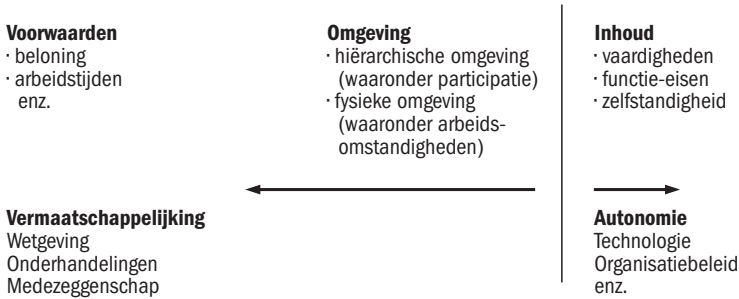 Voorwaarden
· beloning
· arbeidstijden
enz.
Omgeving
· hiërarchische omgeving
(waaronder participatie)
· fysieke omgeving
(waaronder arbeids-
omstandigheden)
Inhoud
· vaardigheden
· functie-eisen
· zelfstandigheid
Vermaatschappelijking
Wetgeving
Onderhandelingen
Medezeggenschap
Autonomie
Technologie
Organisatiebeleid
enz.